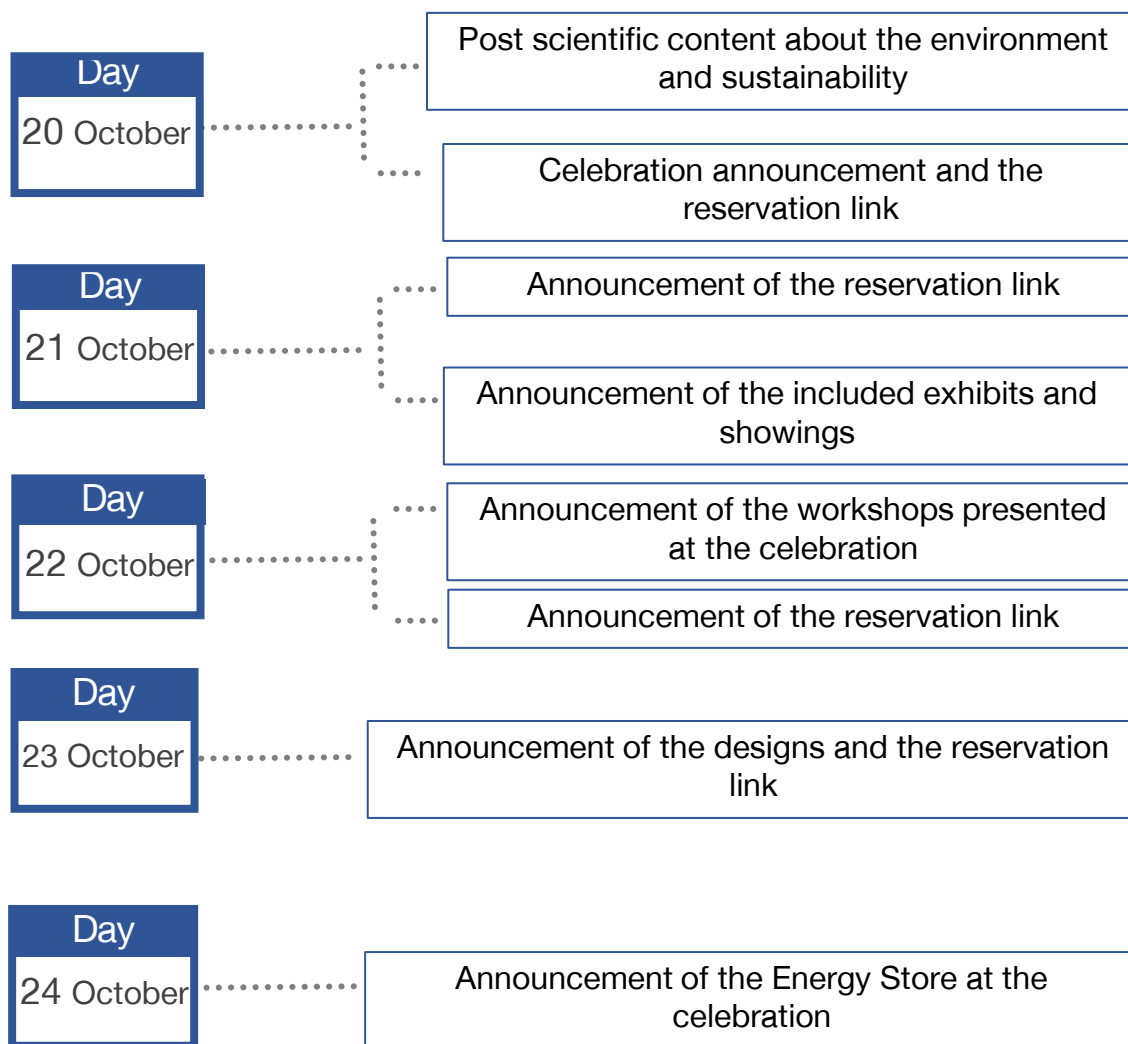 Day
20 October
Post scientific content about the environment
and sustainability
Celebration announcement and the
reservation link
Day
21 October
Announcement of the reservation link
Announcement of the included exhibits and
showings
Day
22 October
Announcement of the workshops presented
at the celebration
Announcement of the reservation link
Day
23 October
Announcement of the designs and the reservation
link
Day
24 October
Announcement of the Energy Store at the
celebration